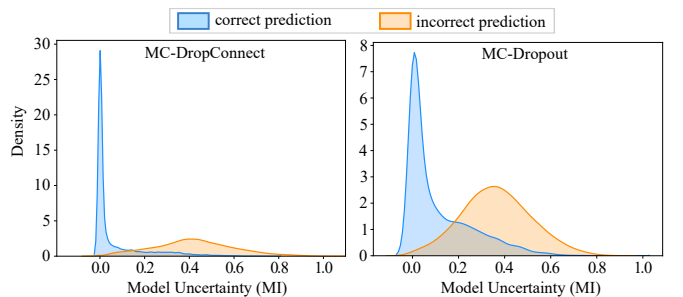 correct prediction incorrect prediction
MC-DropConnect
30
25
20
15
10
5
0
Density
0.0 0.2 0.4 0.6 0.8 1.0
Model Uncertainty (MI)
MC-Dropout
8
7
6
5
4
3
2
1
0
0.0 0.2 0.4 0.6 0.8 1.0
Model Uncertainty (MI)